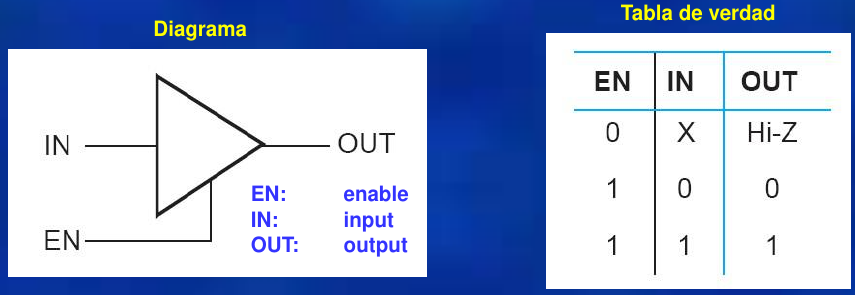 Diagrama
IN
OUT
EN
EN: enable
IN: input
OUT: output
Tabla de verdad
EN IN OUT
0 X Hi-Z
1 0 0
1 1 1